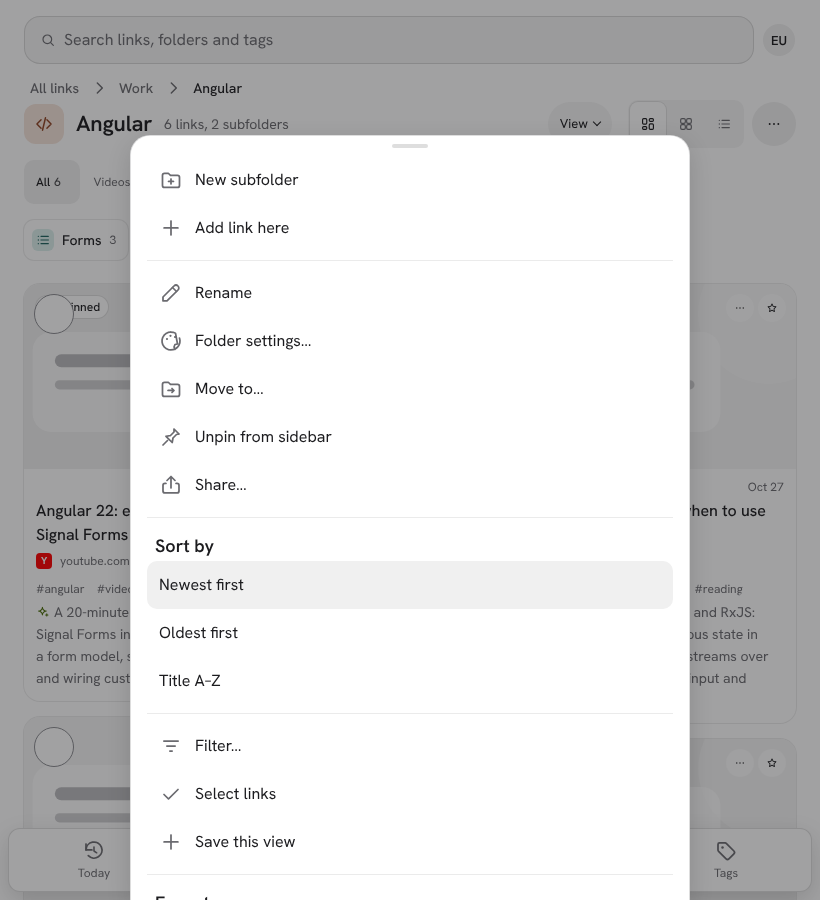 Search links, folders and tags
EU
All links
Work
Angular
Angular
6 links, 2 subfolders
View
All 6
Videos
Forms 3
New subfolder
Add link here
Rename
Folder settings…
Move to…
Unpin from sidebar
Share…
Sort by
Newest first
Oldest first
Title A–Z
Filter…
Select links
Save this view
Oct 27
Angular 22:
when to use
Signal Forms
Y youtube.com
#angular
#reading
A 20-minute
and RxJS:
Signal Forms in
state in
a form model,
streams over
and wiring
and
Today
Tags